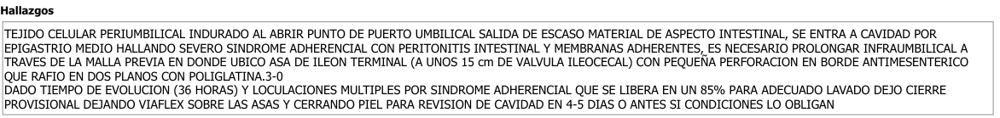 Hallazgos
TEJIDO CELULAR PERIUMBILICAL INDURADO AL ABRIR PUNTO DE PUERTO UMBILICAL SALIDA DE ESCASO MATERIAL DE ASPECTO INTESTINAL, SE ENTRA A CAVIDAD POR
EPIGASTRIO MEDIO HALLANDO SEVERO SINDROME ADHERENCIAL CON PERITONITIS INTESTINAL Y MEMBRANAS ADHERENTES, ES NECESARIO PROLONGAR INFRAUMBILICAL A
TRAVES DE LA MALLA PREVIA EN DONDE UBICO ASA DE ILEON TERMINAL (A UNOS 15 cm DE VALVULA ILEOCECAL) CON PEQUEÑA PERFORACION EN BORDE ANTIMESENTERICO
QUE RAFIO EN DOS PLANOS CON POLIGLATINA.3-0
DADO TIEMPO DE EVOLUCION (36 HORAS) Y LOCULACIONES MULTIPLES POR SINDROME ADHERENCIAL QUE SE LIBERA EN UN 85% PARA ADECUADO LAVADO DEJO CIERRE
PROVISIONAL DEJANDO VIAFLEX SOBRE LAS ASAS Y CERRANDO PIEL PARA REVISION DE CAVIDAD EN 4-5 DIAS O ANTES SI CONDICIONES LO OBLIGAN